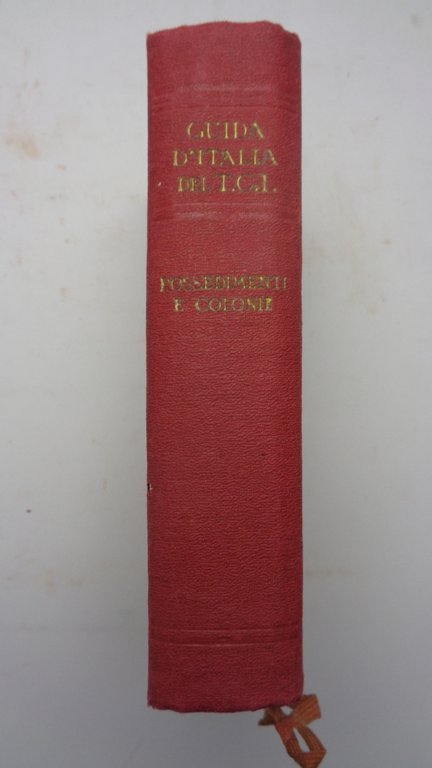 GUIDA
D'ITALIA
DEL T.C.I.
POSSEDIMENTI
E COLONIE